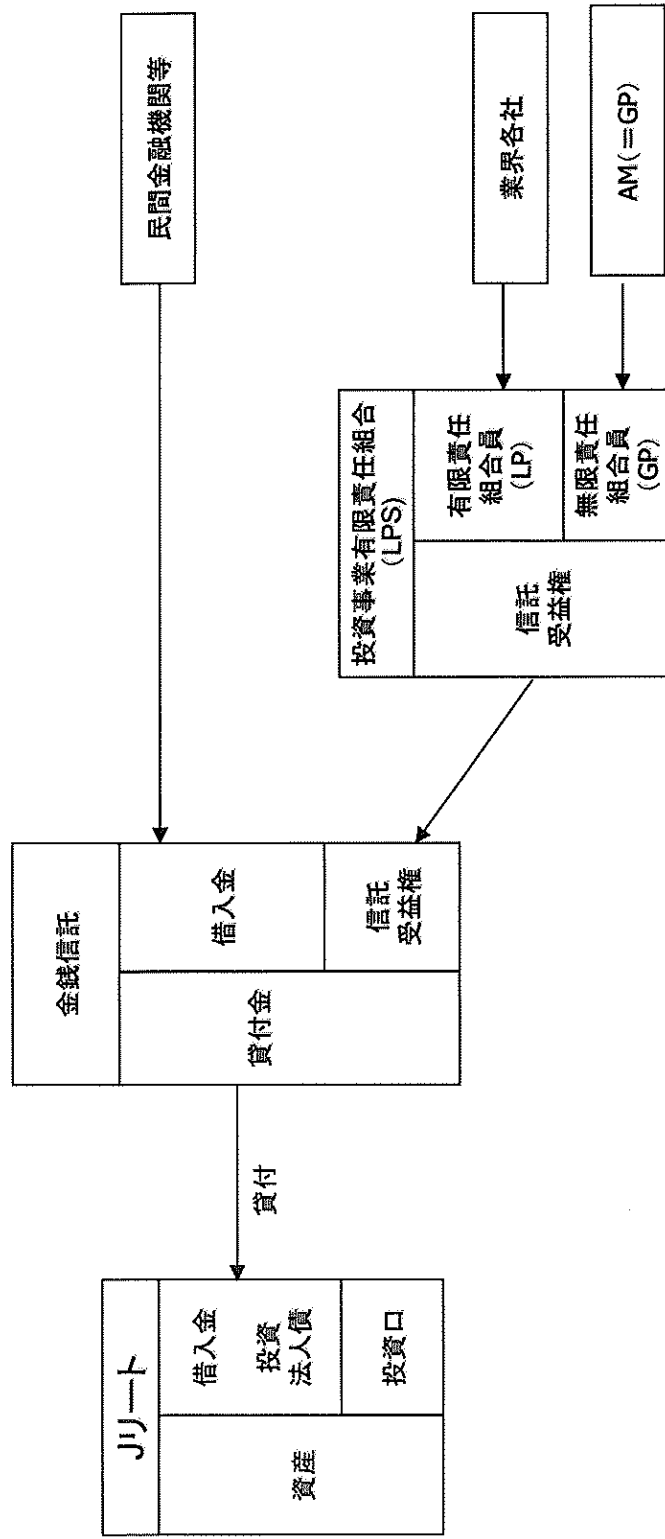 Jリート
資産
借入金
投資
法人債
投資口
貸付
金銭信託
貸付金
借入金
信託
受益権
投資事業有限責任組合
(LPS)
信託
受益権
有限責任
組合員
(LP)
無限責任
組合員
(GP)
民間金融機関等
業界各社
AM(=GP)